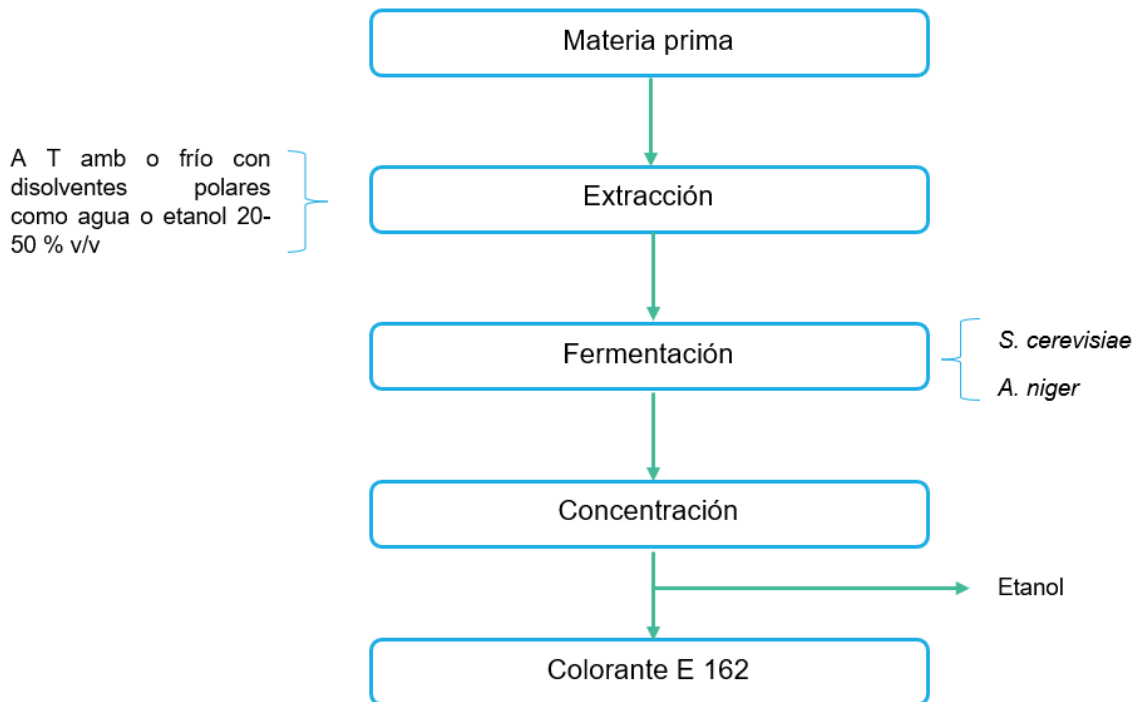 Materia prima
A T amb o frío con
disolventes polares
como agua o etanol 20-
50 % v/v
Extracción
Fermentación
S. cerevisiae
A. niger
Concentración
Etanol
Colorante E 162